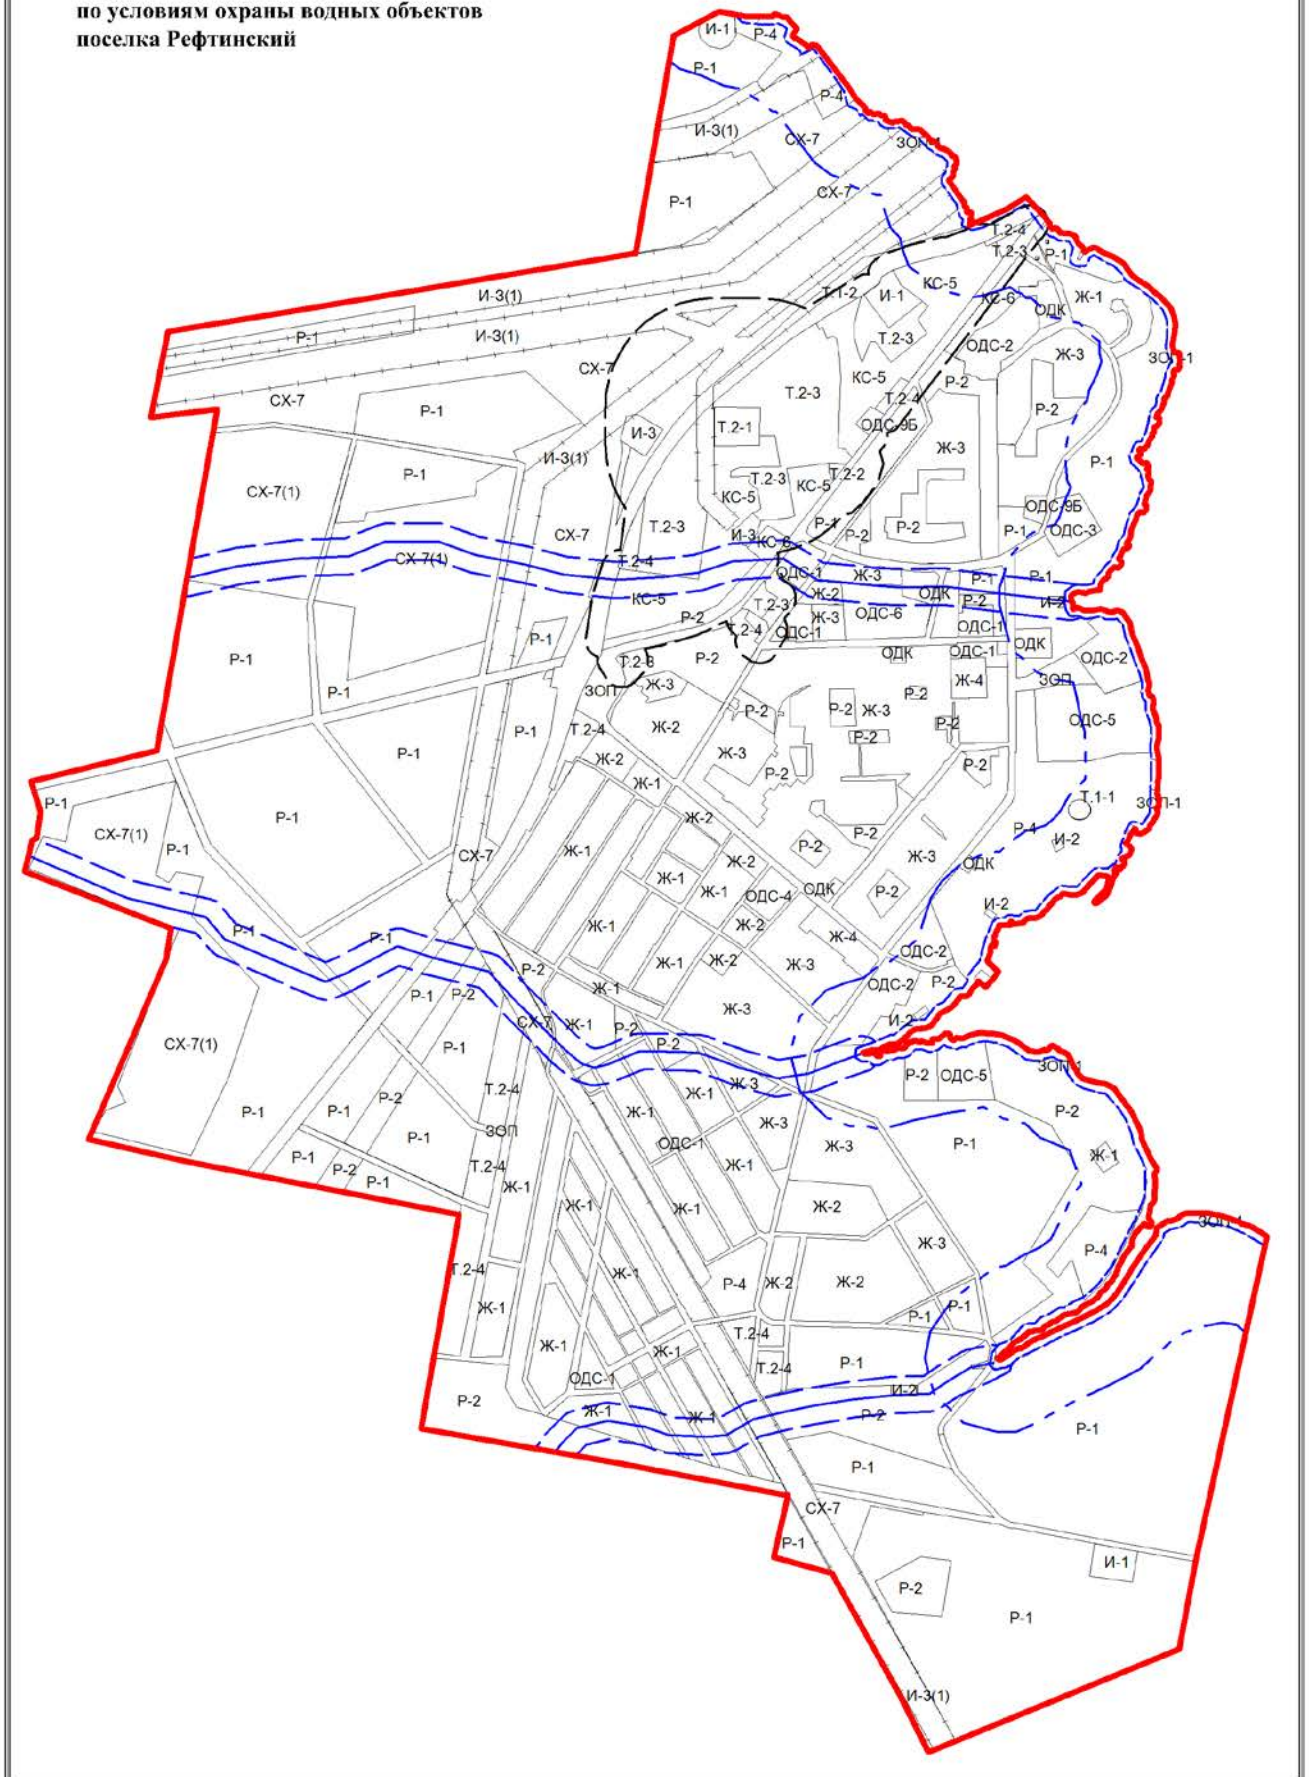 по условиям охраны водных объектов
поселка Рефтинский
И-1
Р-4
Р-1
Р-4
И-3(1)
СХ-7
СХ-7
Р-1
Т.2-4
Т.2-3
Р-1
И-3(1)
Т.1-2
И-1
КС-5
КС-6
ОДК
Ж-1
Р-1
И-3(1)
Т.2-3
ОДС-2
Ж-3
ЗОП-1
СХ-7
КС-5
Р-2
СХ-7
Р-1
Т.2-3
Т.2-4
Р-2
И-3
Т.2-1
ОДС-9Б
Ж-3
И-3(1)
Р-1
Р-1
СХ-7(1)
Т.2-3
КС-5
Т.2-2
КС-5
ОДС-9Б
СХ-7
Т.2-3
И-3
КС-6
Р-1
Р-2
Р-2
Р-1
ОДС-3
СХ-7(1)
Т.2-4
ОДС-1
Ж-3
Р-1
Р-1
КС-5
Ж-2
ОДК
Р-2
И-2
Р-2
Т.2-3
Ж-3
ОДС-6
Т.2-4
ОДС-1
ОДС-1
Р-1
Р-1
Т.2-3
Р-2
ОДК
ОДС-1
ОДК
ОДС-2
Р-1
ЗОП
Ж-3
Ж-4
ЗОП
Р-1
Т.2-4
Ж-2
Р-2
Р-2
Ж-3
Р-2
Р-2
ОДС-5
Р-1
Ж-2
Ж-3
Р-2
Ж-1
Р-2
Р-2
Р-1
Т.1-1
ЗОП-1
Р-1
СХ-7(1)
Р-1
Ж-2
Р-2
Р-4
И-2
СХ-7
Ж-1
Ж-2
Р-2
Ж-3
ОДК
Ж-1
Ж-1
ОДС-4
ОДК
Р-2
И-2
Р-1
Р-1
Ж-1
Ж-2
Ж-4
Р-2
Ж-1
Ж-2
Ж-3
ОДС-2
Р-1
Р-2
Ж-1
Ж-3
ОДС-2
Р-2
СХ-7(1)
СХ-7
Ж-1
Р-2
И-2
Р-1
Р-2
Ж-3
Р-2
ОДС-5
ЗОП-1
Т.2-4
Ж-1
Р-1
Р-1
Р-2
Ж-1
Ж-3
Р-2
Р-1
ЗОП
ОДС-1
Ж-3
Р-1
Р-1
Р-2
Р-1
Т.2-4
Ж-1
Ж-1
Ж-1
Ж-1
Ж-1
Ж-2
ЗОП-1
Ж-3
Р-4
Т.2-4
Ж-1
Р-4
Ж-2
Ж-2
Ж-1
Р-1
Р-1
Ж-1
Ж-1
Т.2-4
Р-1
ОДС-1
Т.2-4
И-2
Р-2
Ж-1
Ж-1
Р-2
Р-1
Р-1
СХ-7
Р-1
И-1
Р-2
Р-1
И-3(1)